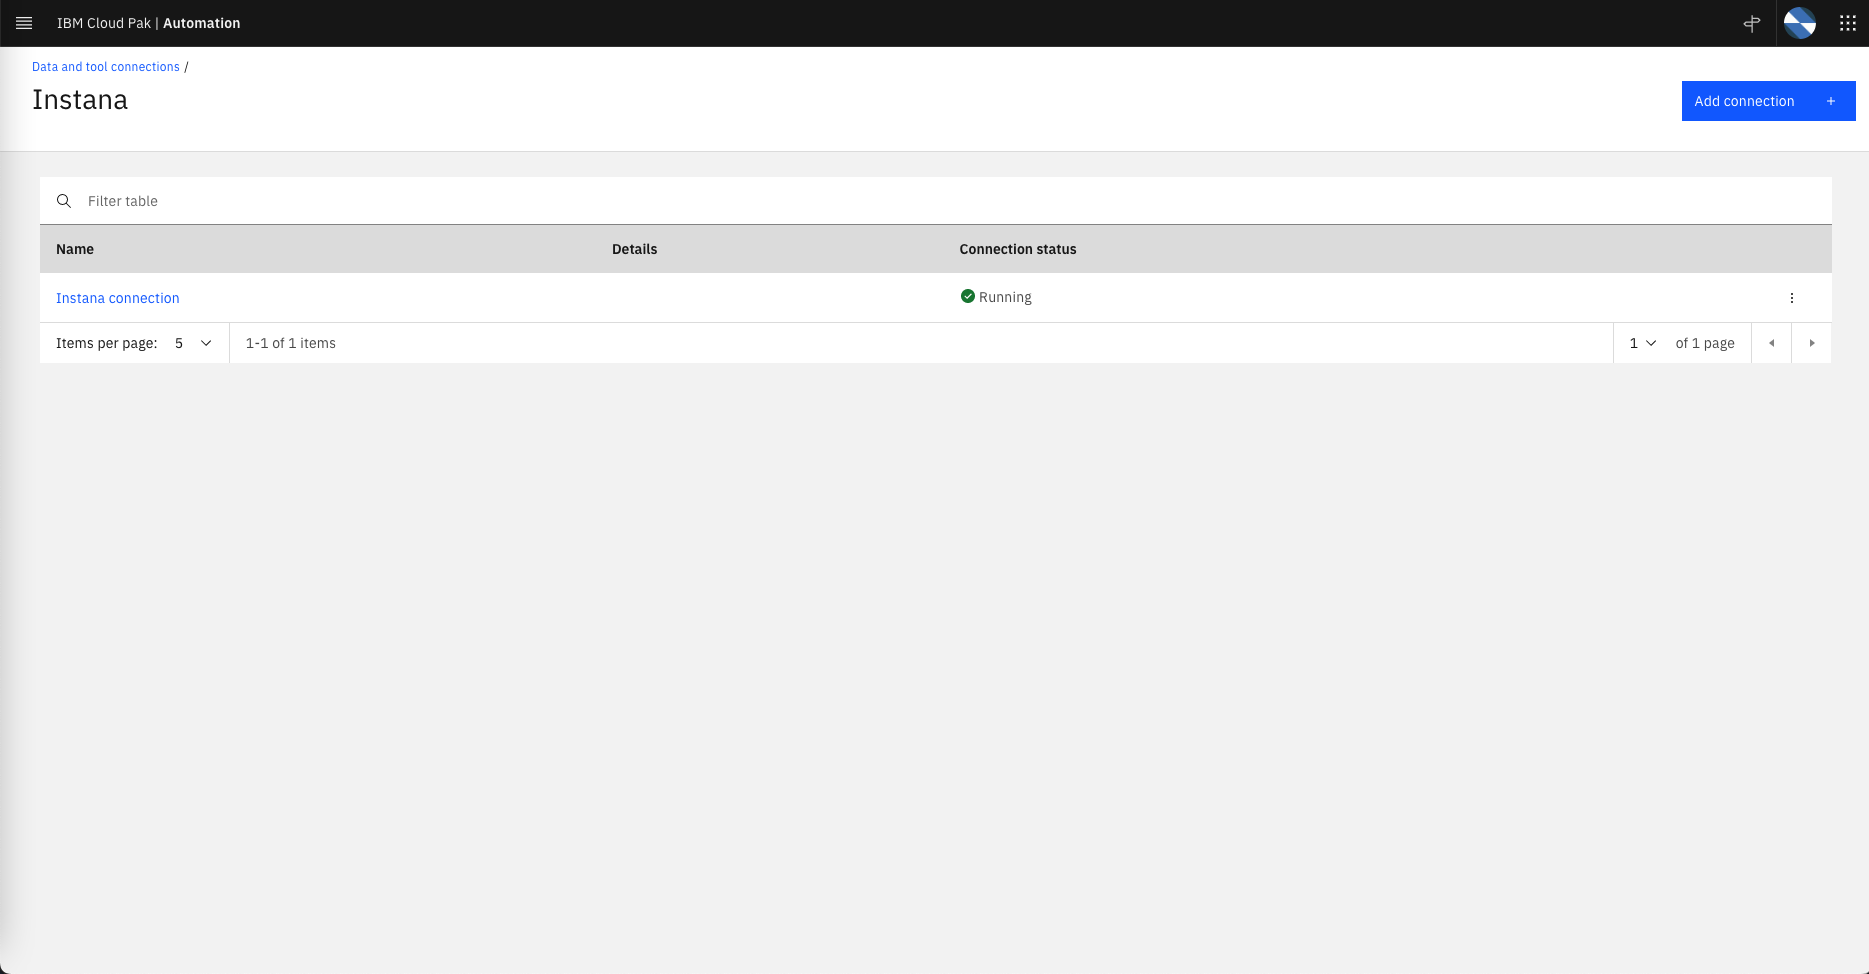 IBM Cloud Pak | Automation
Data and tool connections /
Instana
Add connection +
Filter table
Name Details Connection status
Instana connection Running
Items per page: 5 1-1 of 1 items 1 of 1 page